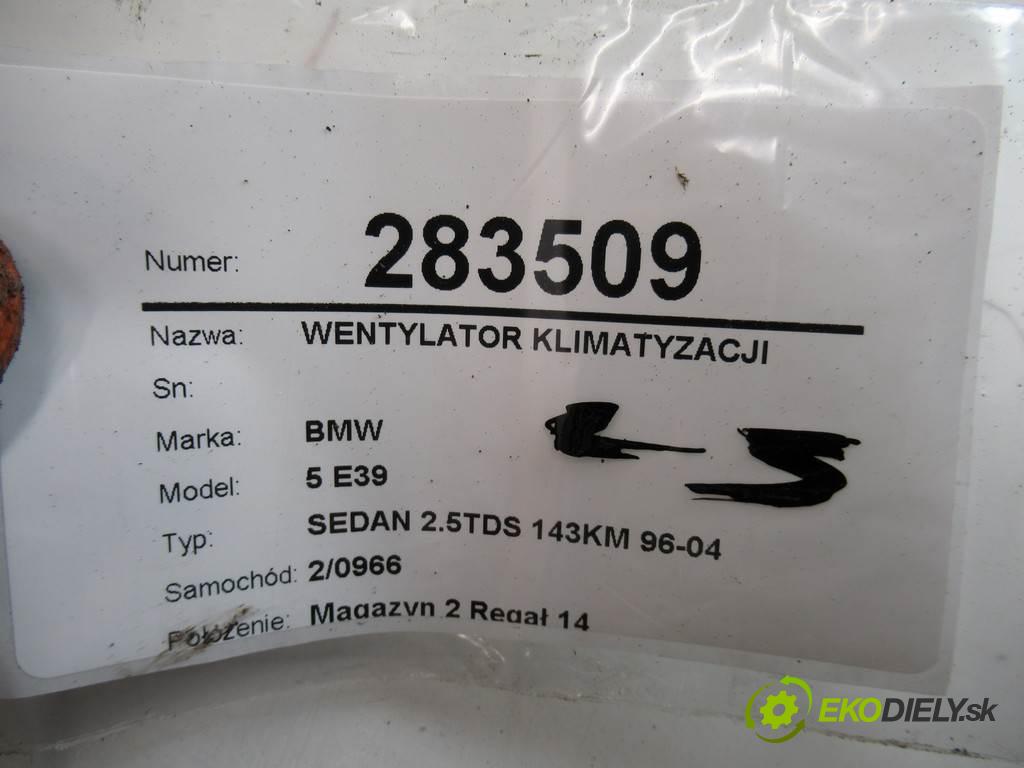 Numer: 283509
Nazwa: WENTYLATOR KLIMATYZACJI
Sn:
Marka: BMW
Model: 5 E39
Typ: SEDAN 2.5TDS 143KM 96-04
Samochód: 2/0966
Położenie: Magazyn 2 Regał 14
EKODIELY.sk